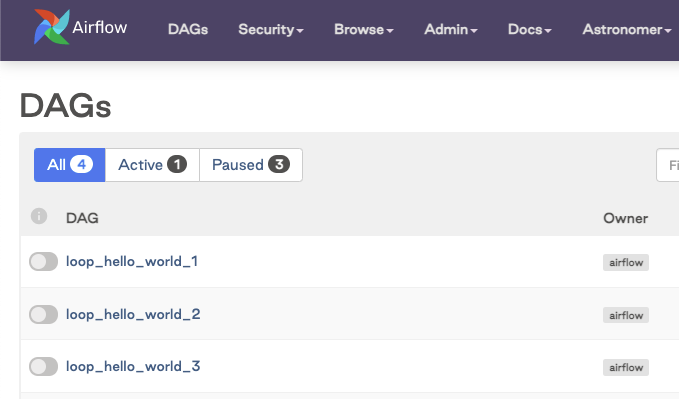 Airflow DAGs Security Browse Admin Docs Astronomer
DAGs
All 4 Active 1 Paused 3 Fi
i DAG Owner
loop_hello_world_1 airflow
loop_hello_world_2 airflow
loop_hello_world_3 airflow